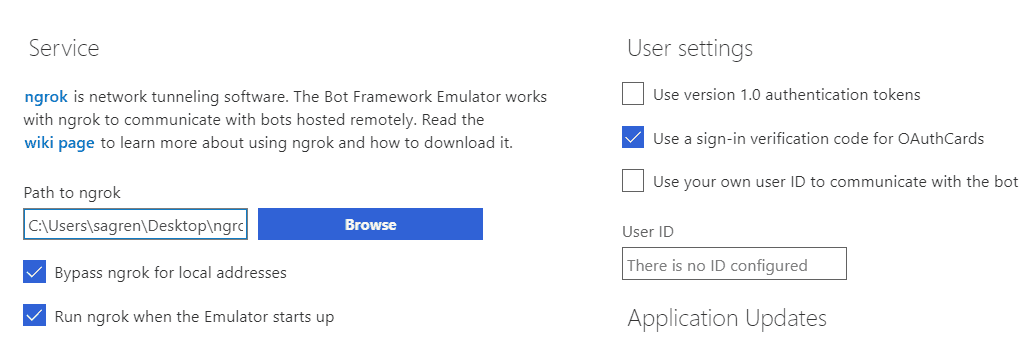 Service
ngrok is network tunneling software. The Bot Framework Emulator works
with ngrok to communicate with bots hosted remotely. Read the
wiki page to learn more about using ngrok and how to download it.
Path to ngrok
C:\Users\sagren\Desktop\ngro
Browse
Bypass ngrok for local addresses
Run ngrok when the Emulator starts up
User settings
Use version 1.0 authentication tokens
Use a sign-in verification code for OAuthCards
Use your own user ID to communicate with the bot
User ID
There is no ID configured
Application Updates